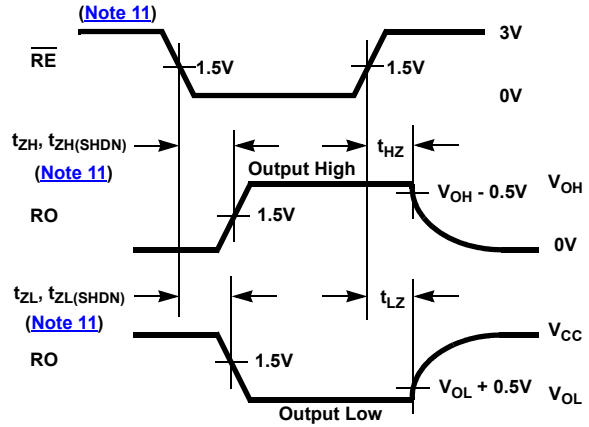 (Note 11)
3V
RE
1.5V
1.5V
0V
tZH, tZH(SHDN)
tHZ
(Note 11)
Output High
VOH - 0.5V
VOH
RO
1.5V
0V
tZL, tZL(SHDN)
tLZ
(Note 11)
VCC
RO
1.5V
VOL + 0.5V
VOL
Output Low